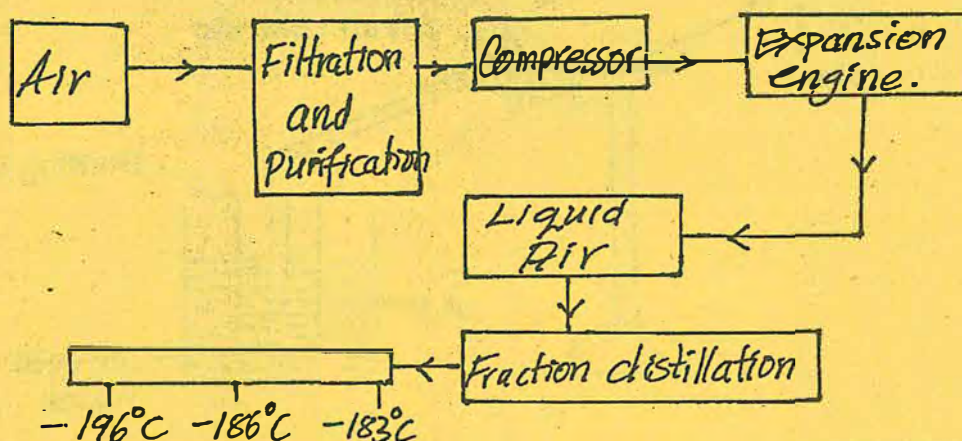 Air
Filtration
and
purification
Compressor
Expansion
engine.
Liquid
Air
Fraction distillation
-196°C -186°C -183°C